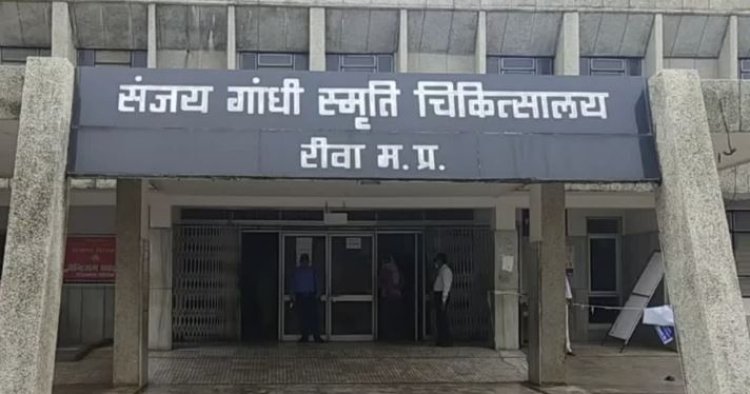 संजय गांधी स्मृति चिकित्सालय
रीवा म. प्र.